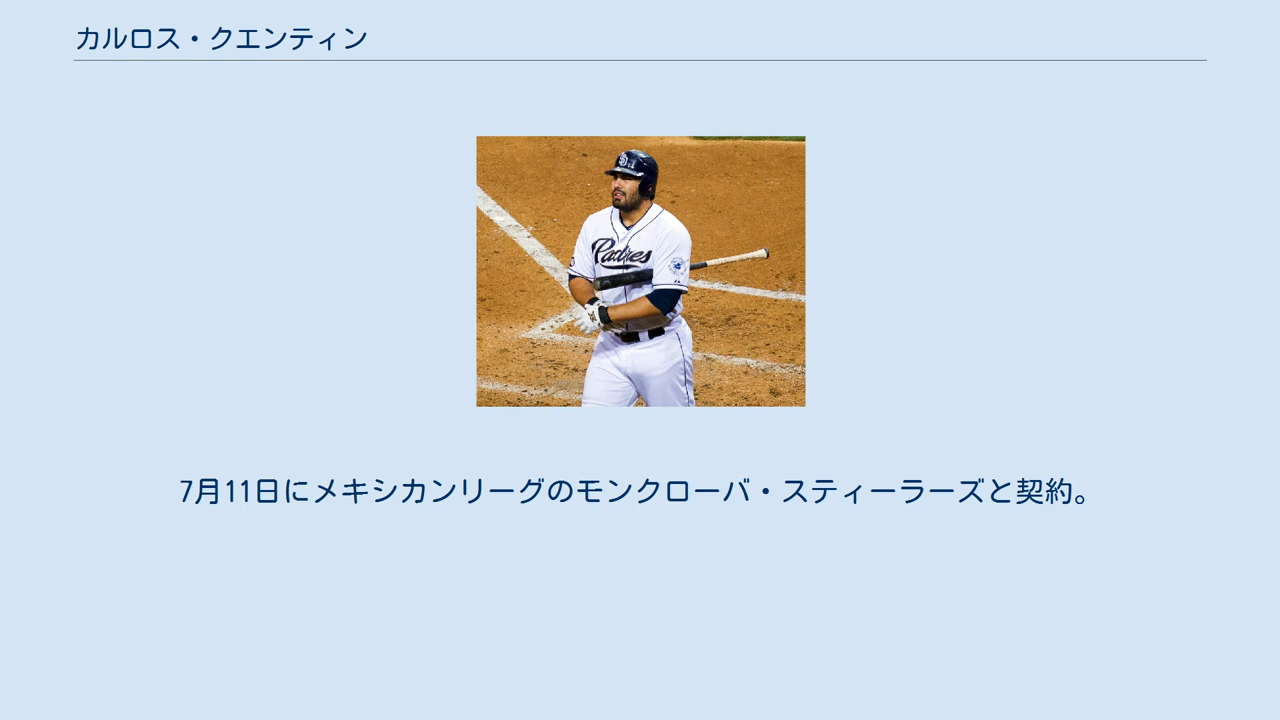 カルロス・クエンティン
Padres
7月11日にメキシカンリーグのモンクローバ・スティーラーズと契約。